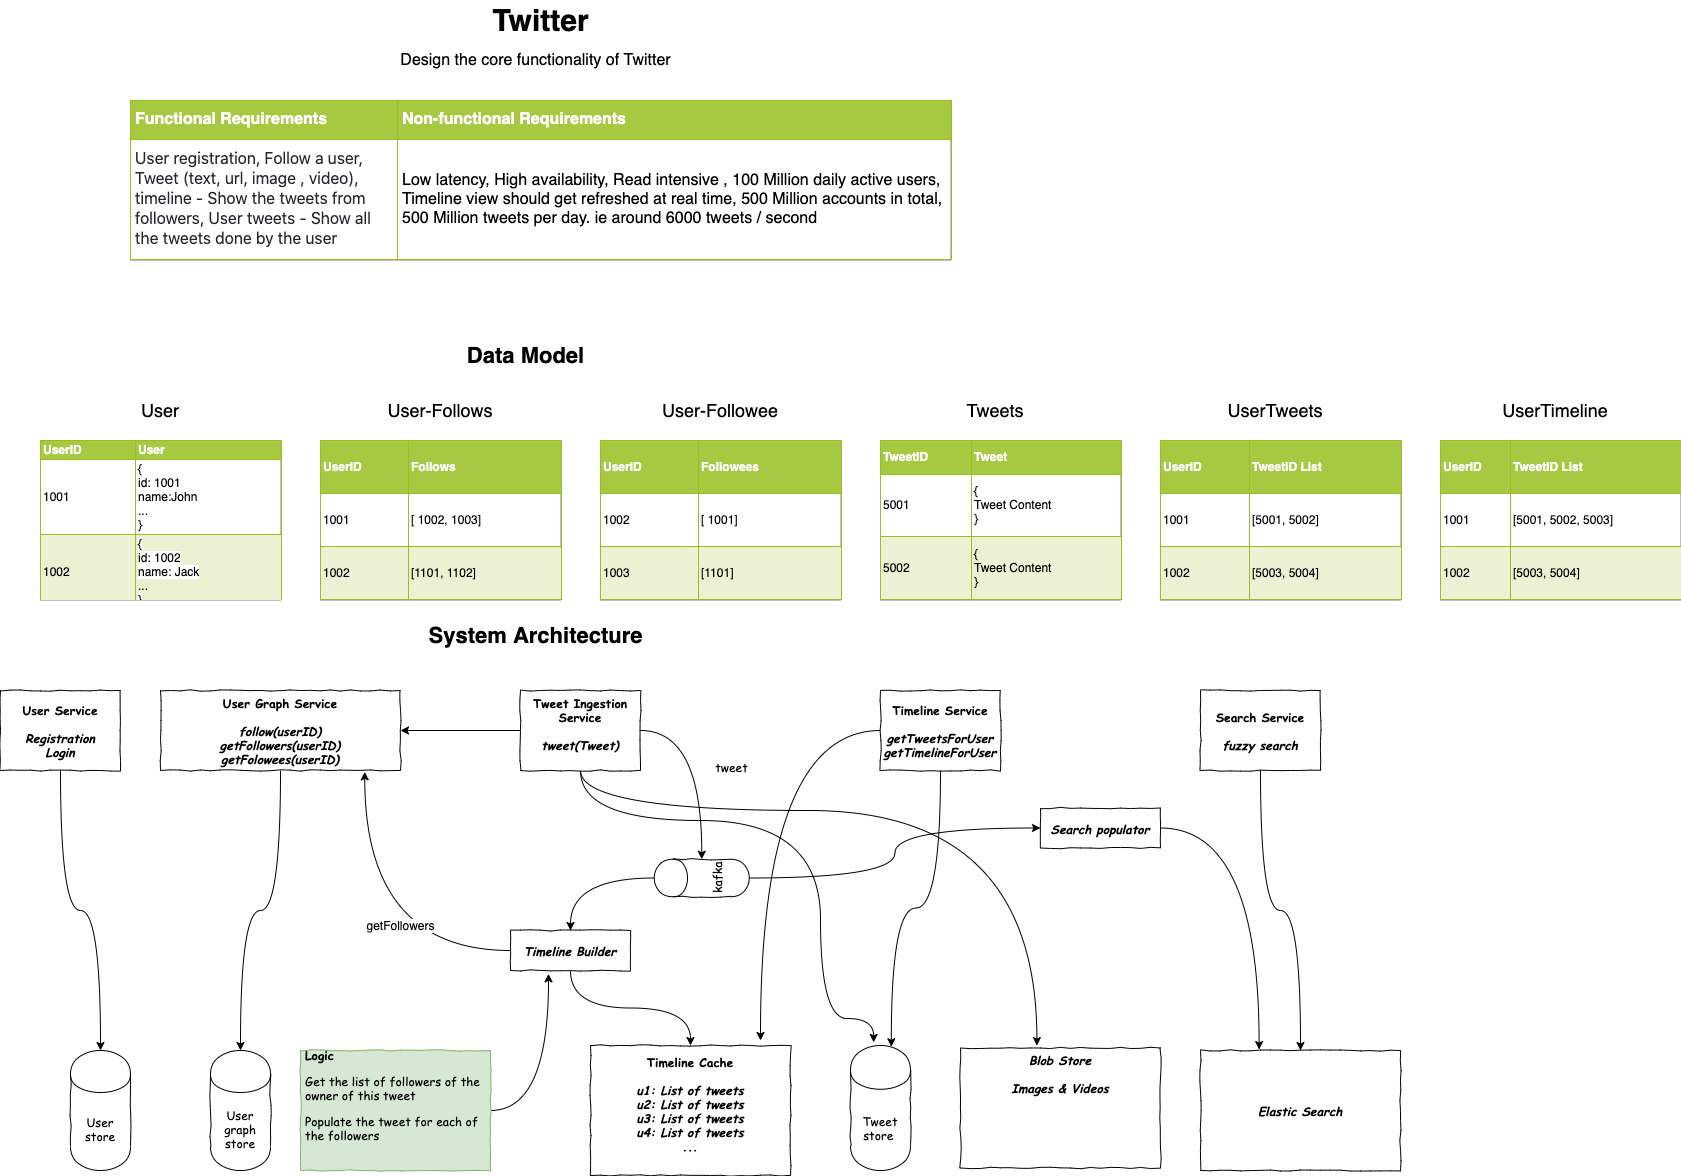 Twitter
Design the core functionality of Twitter
Functional Requirements
Non-functional Requirements
User registration, Follow a user,
Tweet (text, url, image , video),
timeline - Show the tweets from
followers, User tweets - Show all
the tweets done by the user
Low latency, High availability, Read intensive , 100 Million daily active users,
Timeline view should get refreshed at real time, 500 Million accounts in total,
500 Million tweets per day. ie around 6000 tweets / second
Data Model
User
UserID
User
1001
{
id: 1001
name:John
...
}
1002
{
id: 1002
name: Jack
...
}
User-Follows
UserID
Follows
1001
[ 1002, 1003]
1002
[1101, 1102]
User-Followee
UserID
Followees
1002
[ 1001]
1003
[1101]
Tweets
TweetID
Tweet
5001
{
Tweet Content
}
5002
{
Tweet Content
}
UserTweets
UserID
TweetID List
1001
[5001, 5002]
1002
[5003, 5004]
UserTimeline
UserID
TweetID List
1001
[5001, 5002, 5003]
1002
[5003, 5004]
System Architecture
User Service
Registration
Login
User Graph Service
follow(userID)
getFollowers(userID)
getFolowees(userID)
Tweet Ingestion
Service
tweet(Tweet)
Timeline Service
getTweetsForUser
getTimelineForUser
Search Service
fuzzy search
tweet
Search populator
kafka
getFollowers
Timeline Builder
User
store
User
graph
store
Logic
Get the list of followers of the
owner of this tweet
Populate the tweet for each of
the followers
Timeline Cache
u1: List of tweets
u2: List of tweets
u3: List of tweets
u4: List of tweets
...
Tweet
store
Blob Store
Images & Videos
Elastic Search